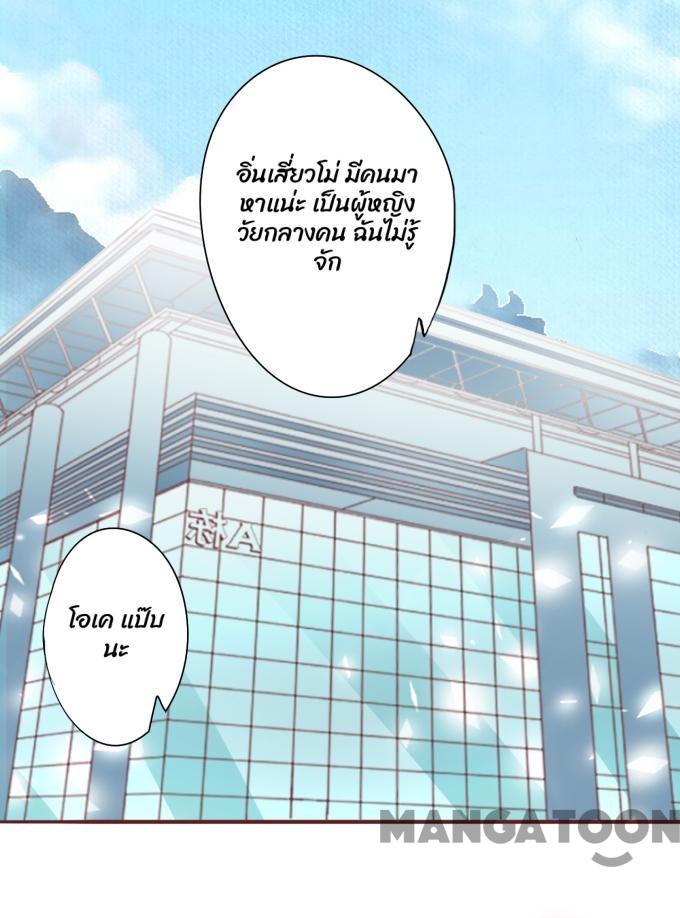 อิ่นเสี่ยวโม่ มีคนมา
หาแน่ะ เป็นผู้หญิง
วัยกลางคน ฉันไม่รู้
จัก
โอเค แป๊บ
นะ
MANGATOON